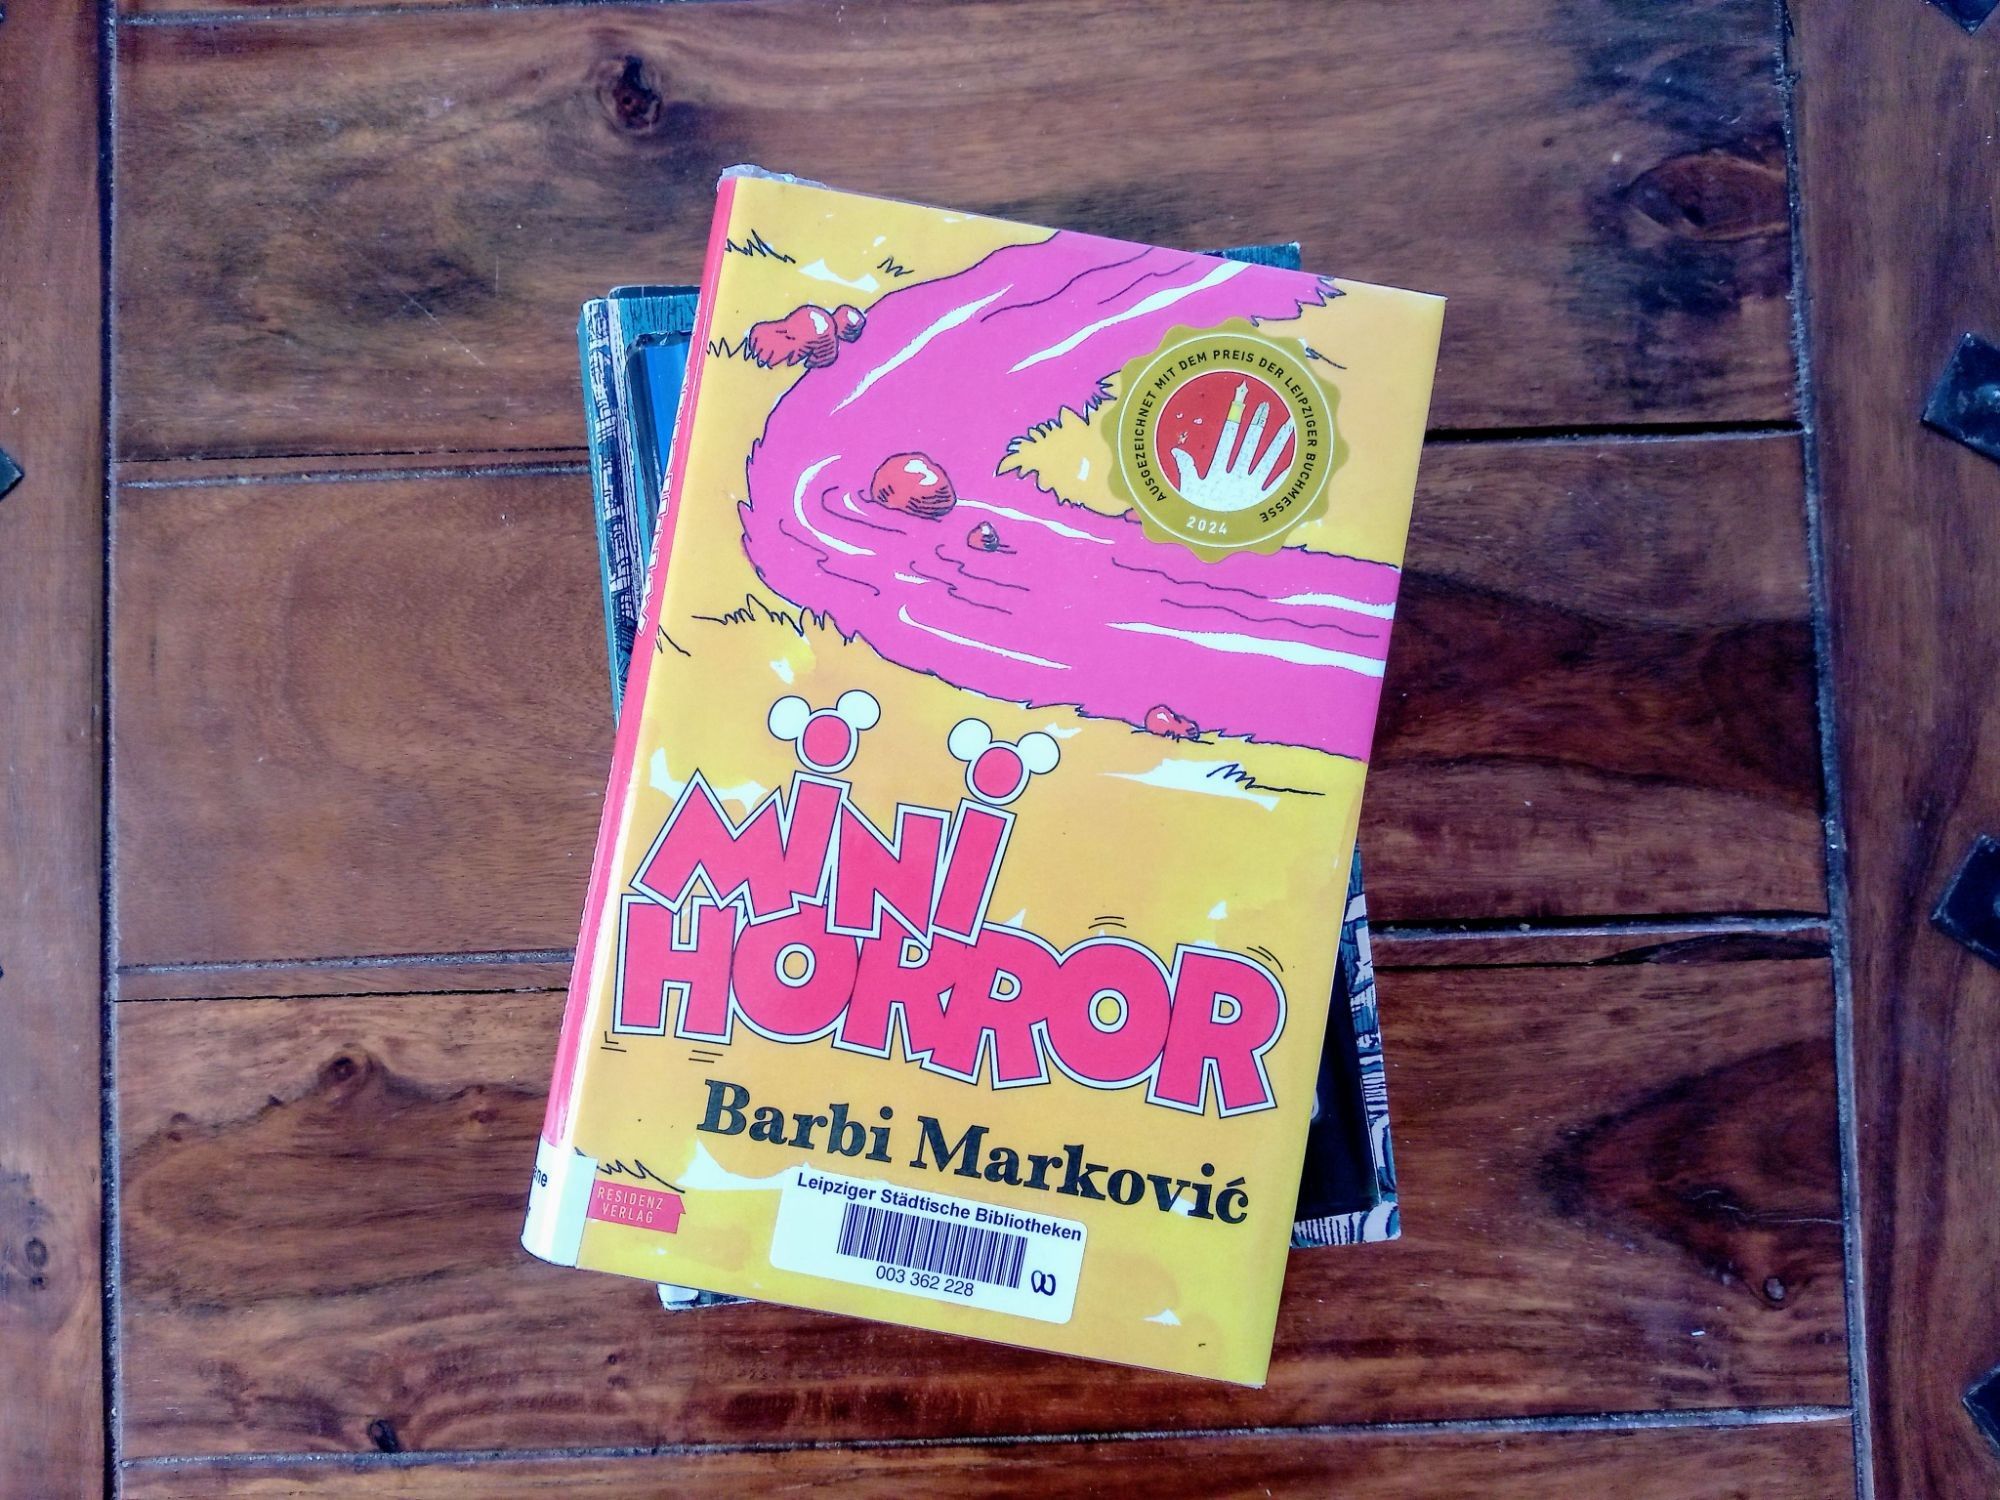 AUSGEZEICHNET MIT DEM PREIS DER LEIPZIGER BUCHMESSE
2024
MiNi
HORROR
Barbi Marković
RESIDENZ
VERLAG
Leipziger Städtische Bibliotheken
003 362 228